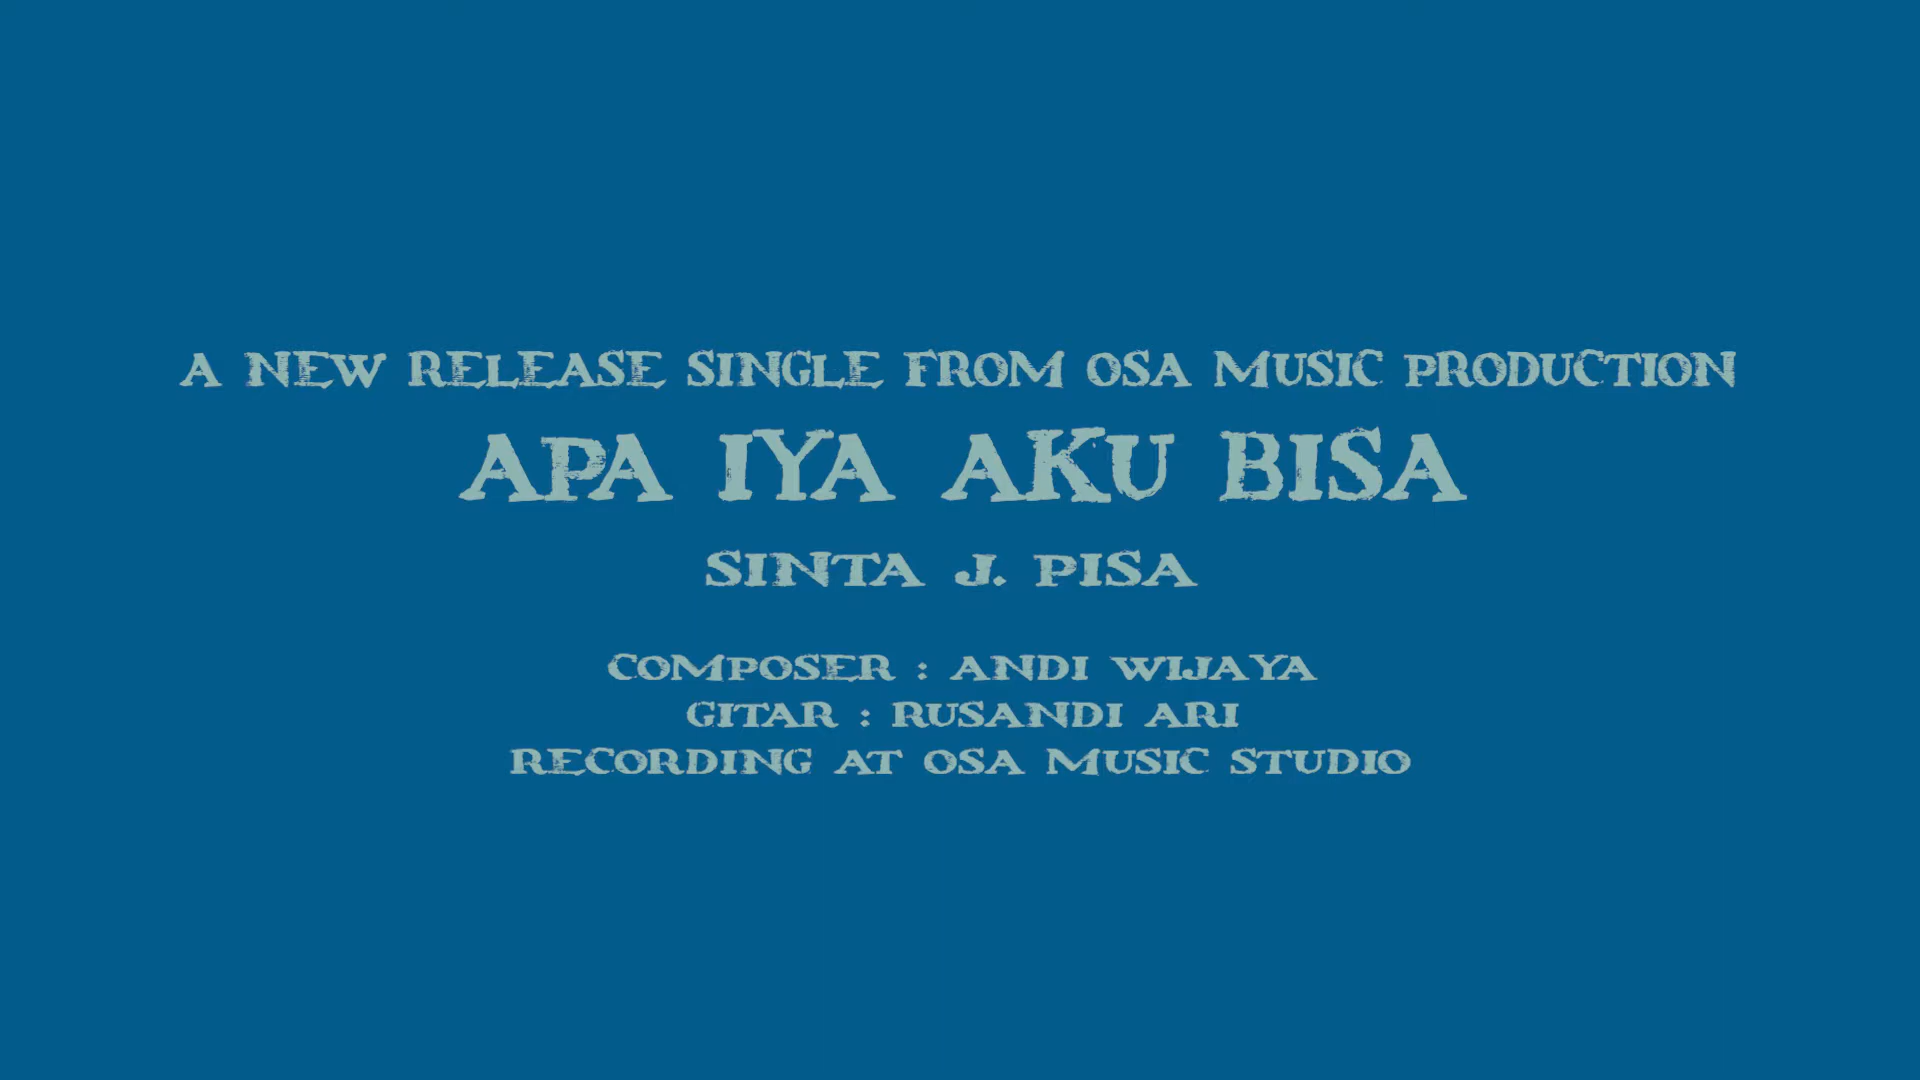 A NEW RELEASE SINGLE FROM OSA MUSIC PRODUCTION
APA IYA AKU BISA
SINTA J. PISA
COMPOSER : ANDI WIJAYA
GITAR : RUSANDI ARI
RECORDING AT OSA MUSIC STUDIO